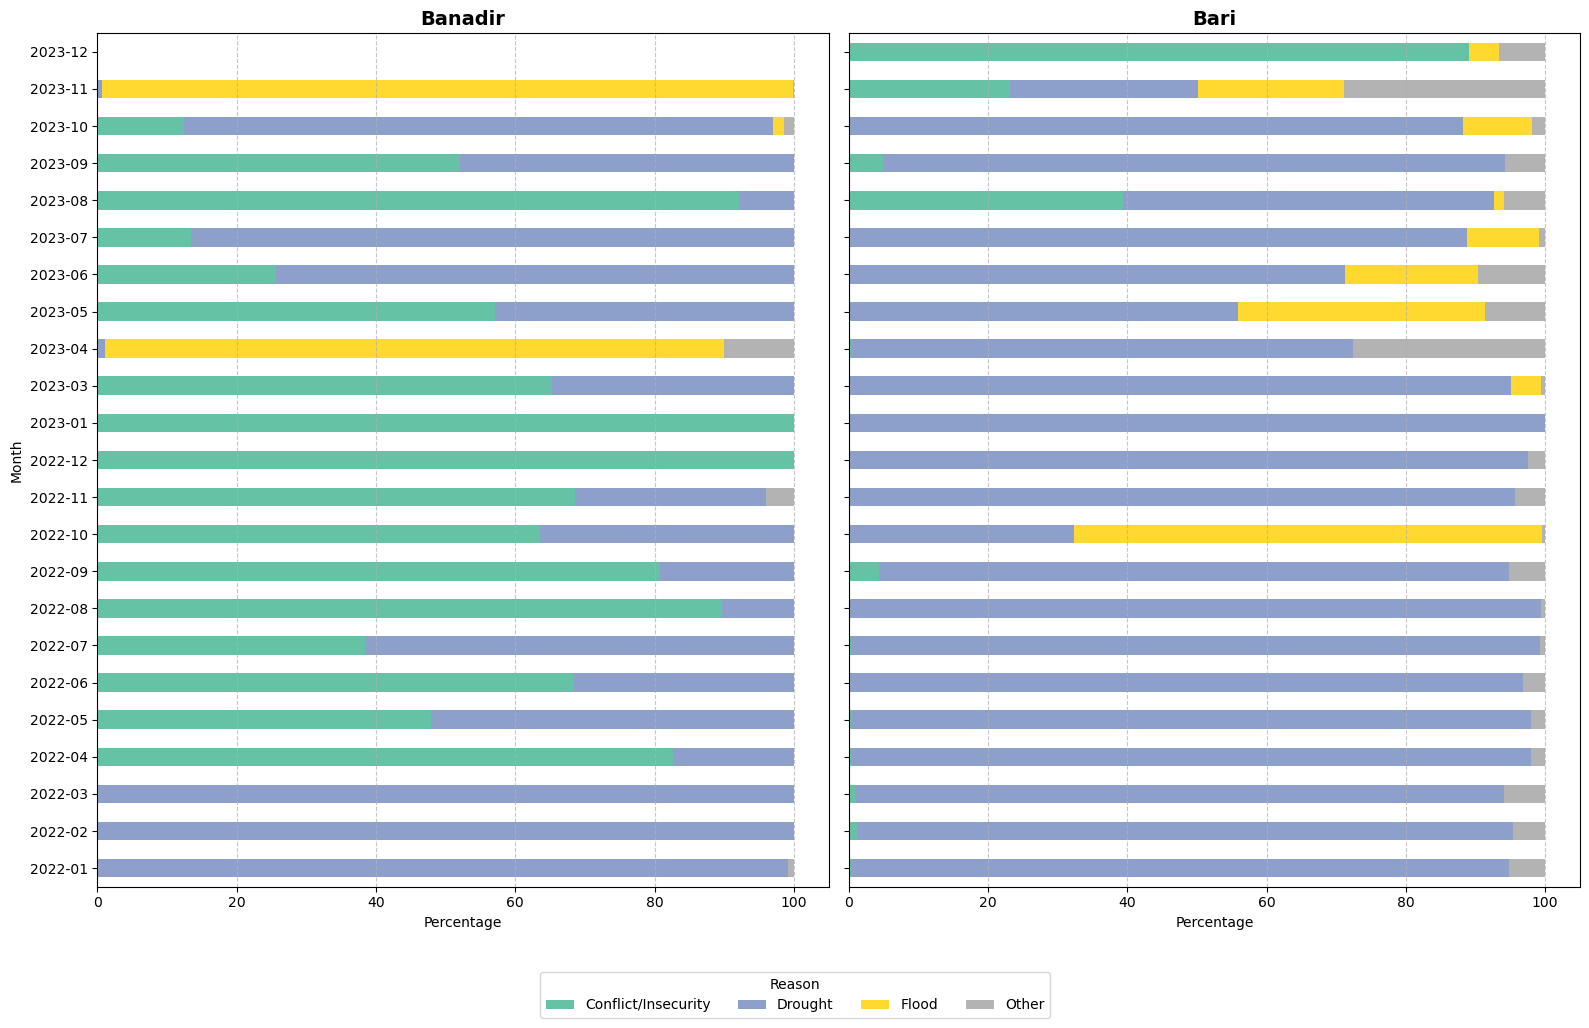 Banadir
Bari
2023-12
2023-11
2023-10
2023-09
2023-08
2023-07
2023-06
2023-05
2023-04
2023-03
2023-01
2022-12
2022-11
2022-10
2022-09
2022-08
2022-07
2022-06
2022-05
2022-04
2022-03
2022-02
2022-01
Month
0 20 40 60 80 100
0 20 40 60 80 100
Percentage
Percentage
Reason
Conflict/Insecurity Drought Flood Other